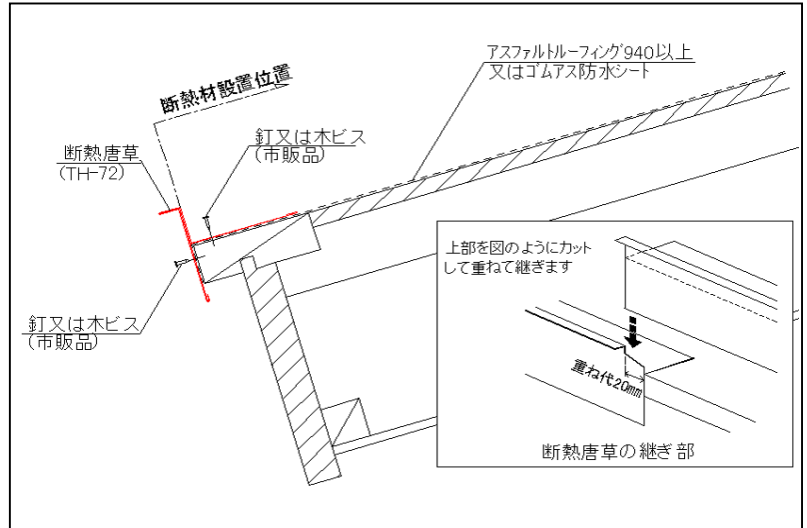 アスファルトルーフィング940以上
又はゴムアス防水シート
断熱材設置位置
釘又は木ビス
(市販品)
断熱唐草
(TH-72)
釘又は木ビス
(市販品)
上部を図のようにカット
して重ねて継ぎます
重ね代20mm
断熱唐草の継ぎ部